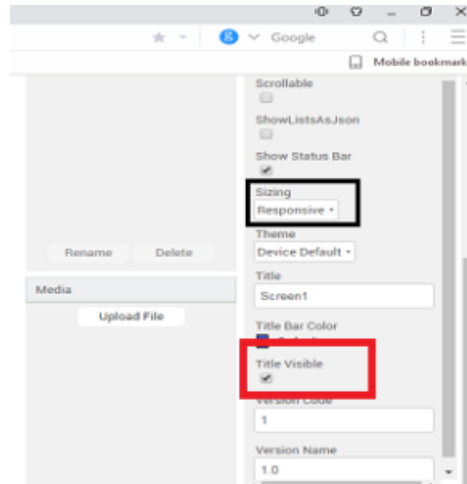 Google
Mobile bookmark
Scrollable
ShowListsAsJson
Show Status Bar
Sizing
Responsive
Theme
Rename Delete
Device Default
Media
Title
Upload File
Screen1
Title Bar Color
Title Visible
Version Code
1
Version Name
1.0